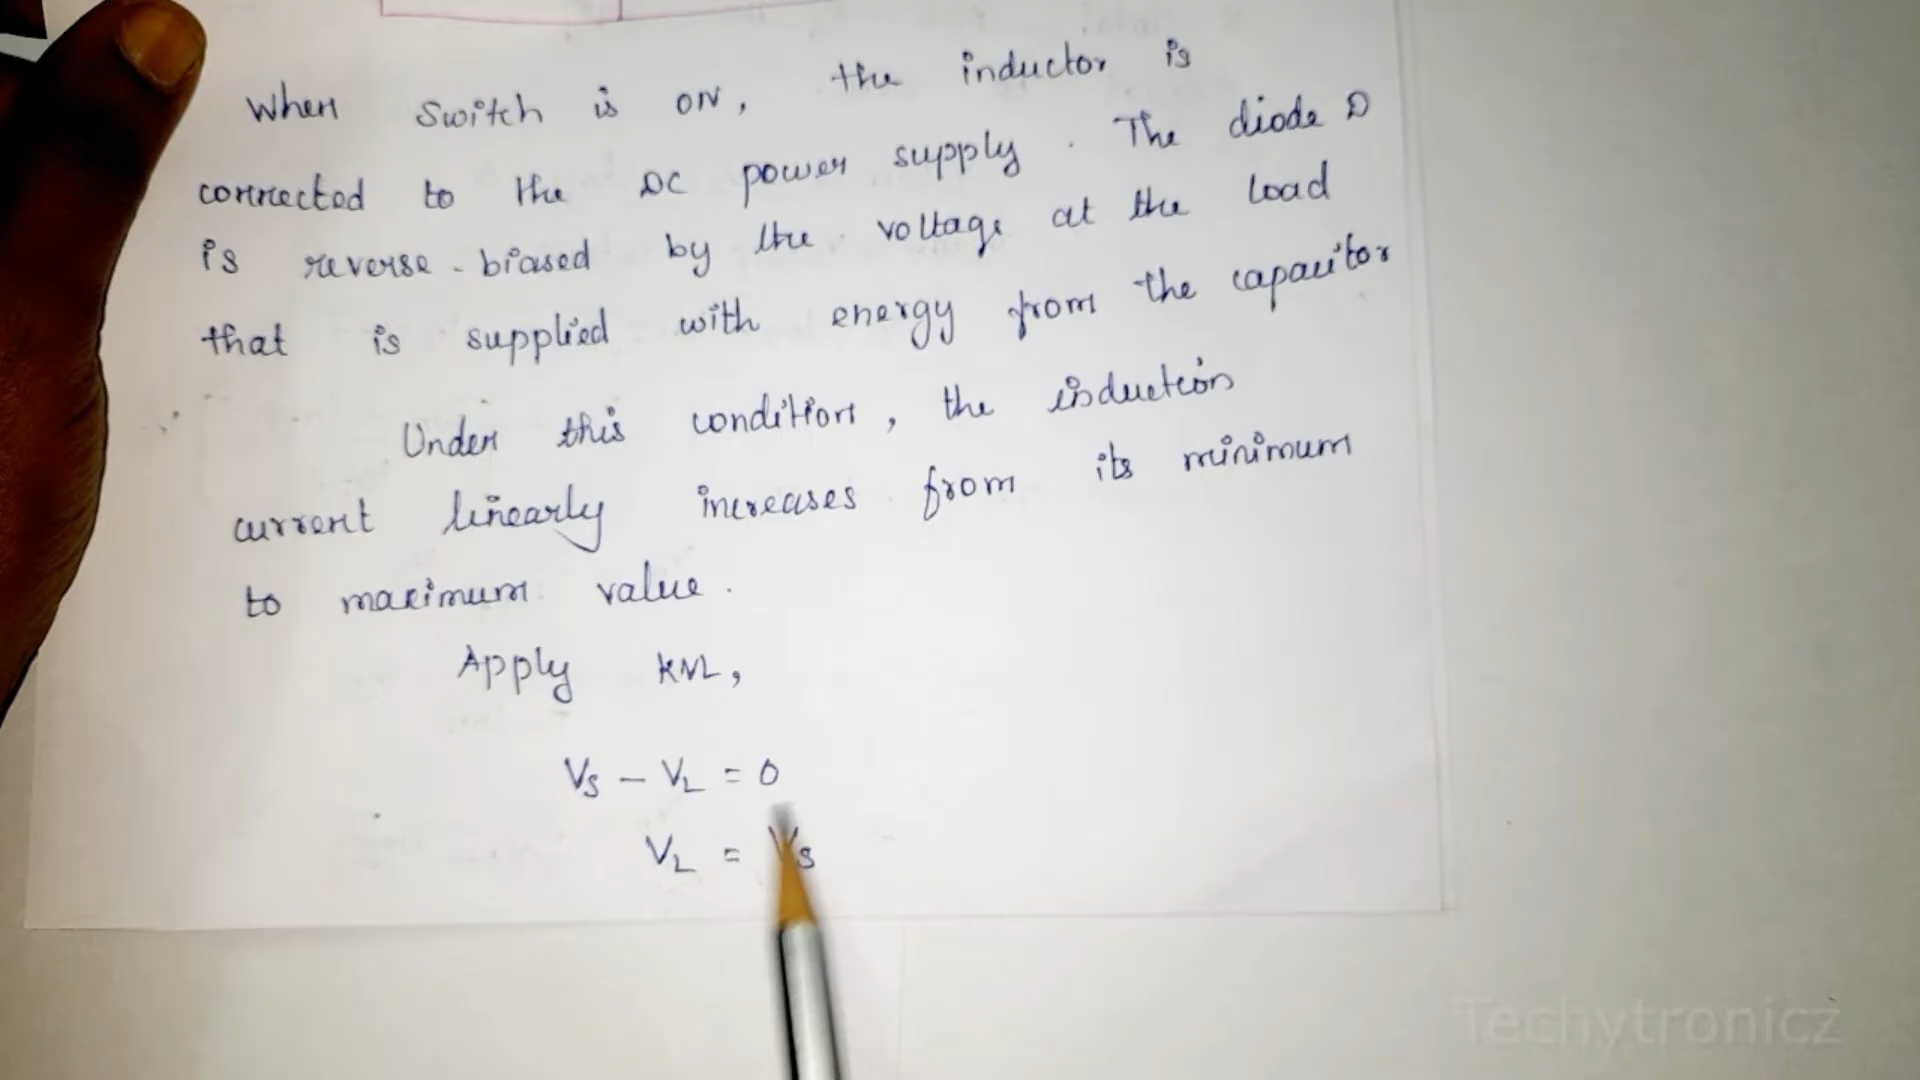 When Switch is ON, the inductor is
connected to the DC power supply. The diode D
is reverse-biased by the voltage at the load
that is supplied with energy from the capacitor
Under this condition, the induction
current linearly increases from its minimum
to maximum value.
Apply KVL,
VS - VL = 0
VL = VS
Techytronicz